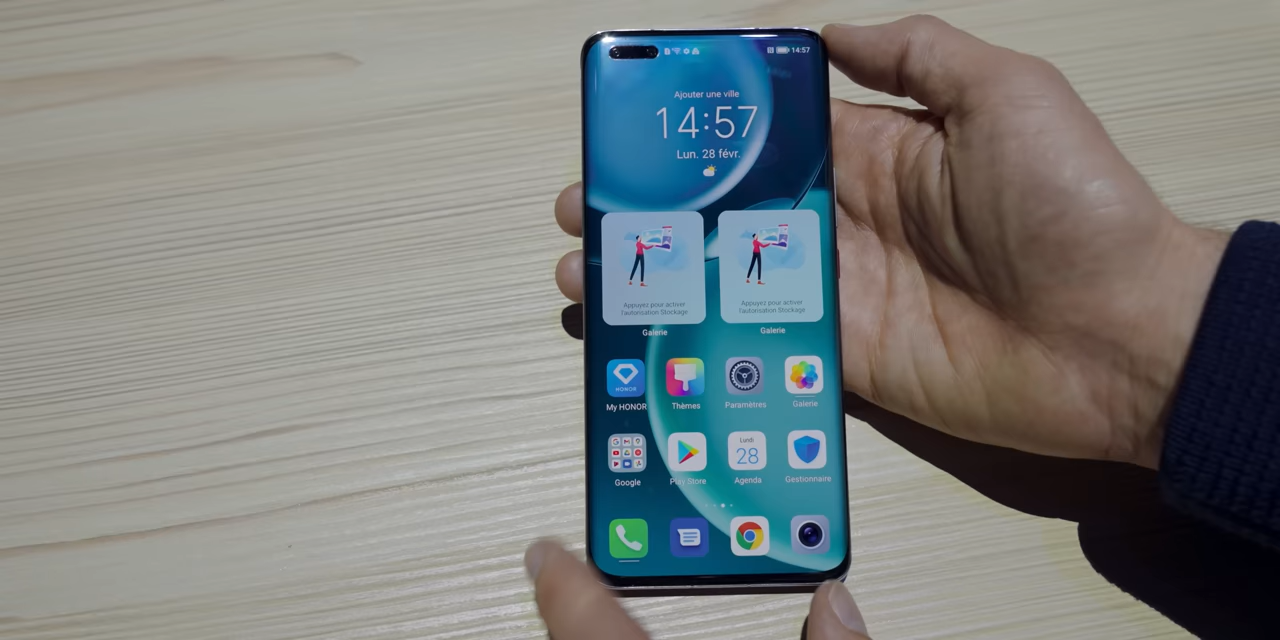 14:57
Ajouter une ville
14:57
Lun. 28 févr.
Appuyez pour activer
l'autorisation Stockage
Appuyez pour activer
l'autorisation Stockage
Galerie
Galerie
HONOR
My HONOR
Thèmes
Paramètres
Galerie
Lundi
28
Google
Play Store
Agenda
Gestionnaire